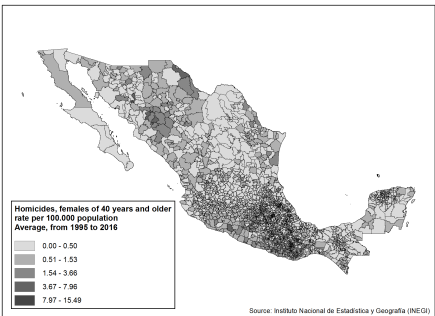 Homicides, females of 40 years and older
rate per 100.000 population
Average, from 1995 to 2016
0.00 - 0.50
0.51 - 1.53
1.54 - 3.66
3.67 - 7.96
7.97 - 15.49
Source: Instituto Nacional de Estadística y Geografía (INEGI)